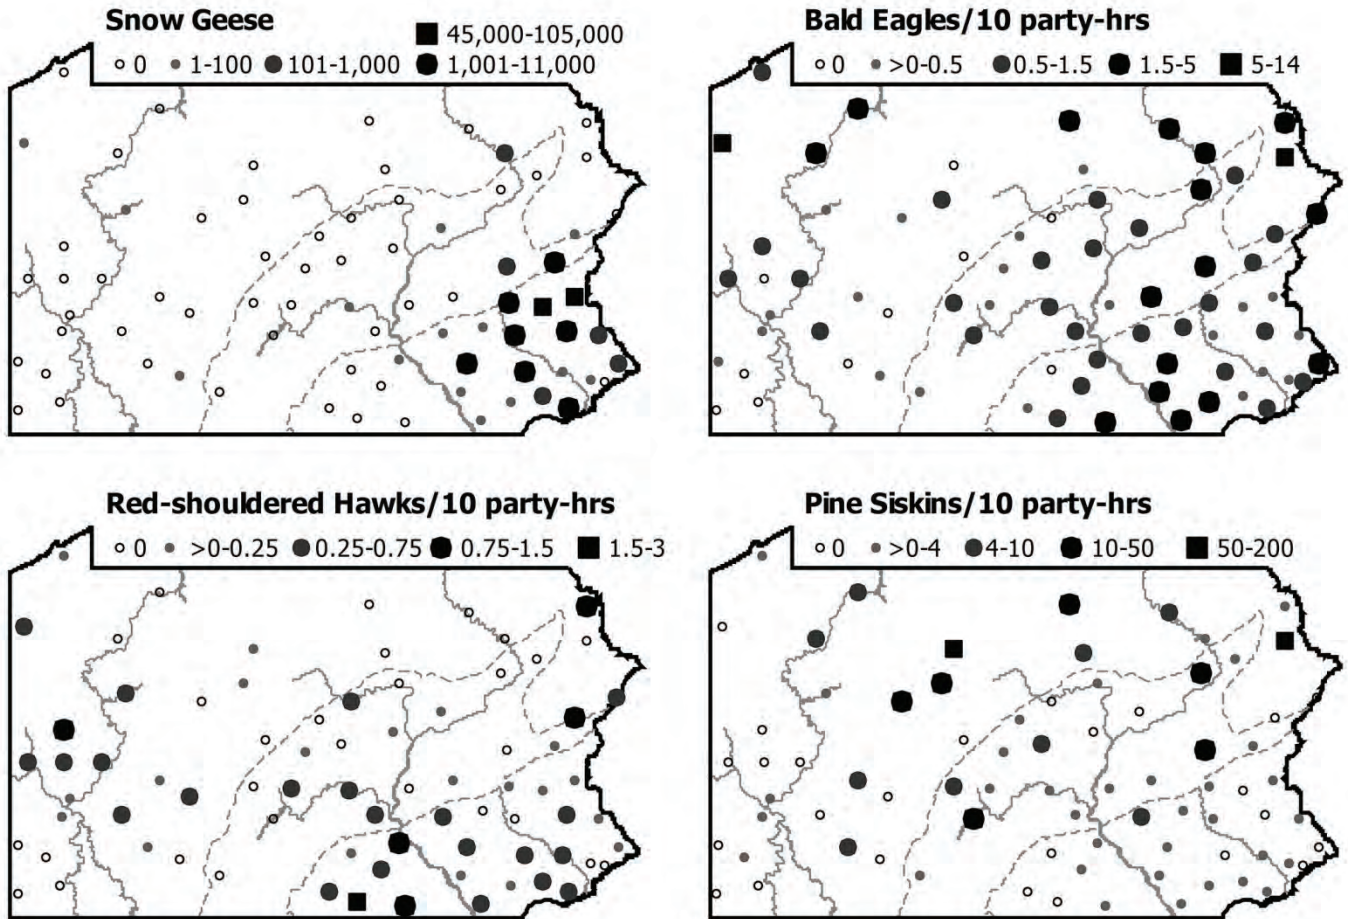 Snow Geese
■ 45,000-105,000
0 1-100 101-1,000 1,001-11,000
Bald Eagles/10 party-hrs
0 >0-0.5 0.5-1.5 1.5-5 5-14
Red-shouldered Hawks/10 party-hrs
0 >0-0.25 0.25-0.75 0.75-1.5 1.5-3
Pine Siskins/10 party-hrs
0 >0-4 4-10 10-50 50-200